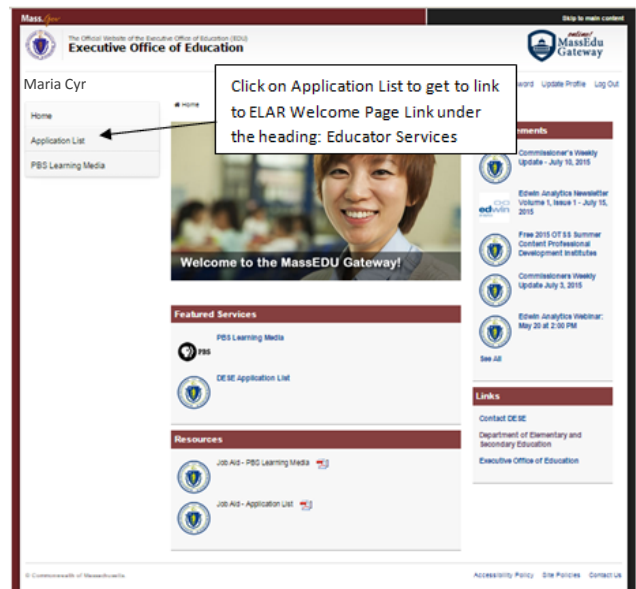 Mass.Gov
Skip to main content
The Official Website of the Executive Office of Education (EDU)
Executive Office of Education
online!
MassEdu
Gateway
Maria Cyr
word Update Profile Log Out
Click on Application List to get to link
to ELAR Welcome Page Link under
the heading: Educator Services
Home
Home
Application List
PBS Learning Media
Welcome to the MassEDU Gateway!
ements
Commissioner's Weekly
Update - July 10, 2015
edwin
Edwin Analytics Newsletter
Volume 1, Issue 1 - July 15,
2015
Free 2015 OTSS Summer
Content Professional
Development Institutes
Commissioners Weekly
Update July 3, 2015
Edwin Analytics Webinar:
May 20 at 2:00 PM
See All
Featured Services
PBS Learning Media
PBS
DESE Application List
Links
Contact DESE
Department of Elementary and
Secondary Education
Executive Office of Education
Resources
Job Aid - PBS Learning Media
Job Aid - Application List
© Commonwealth of Massachusetts
Accessibility Policy Site Policies Contact Us